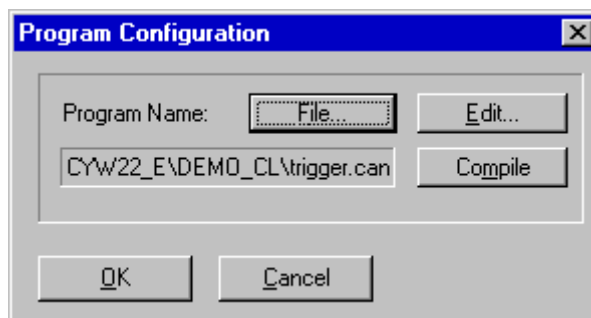 Program Configuration
Program Name: File... Edit...
CYW22_E\DEMO_CL\trigger.can Compile
OK Cancel